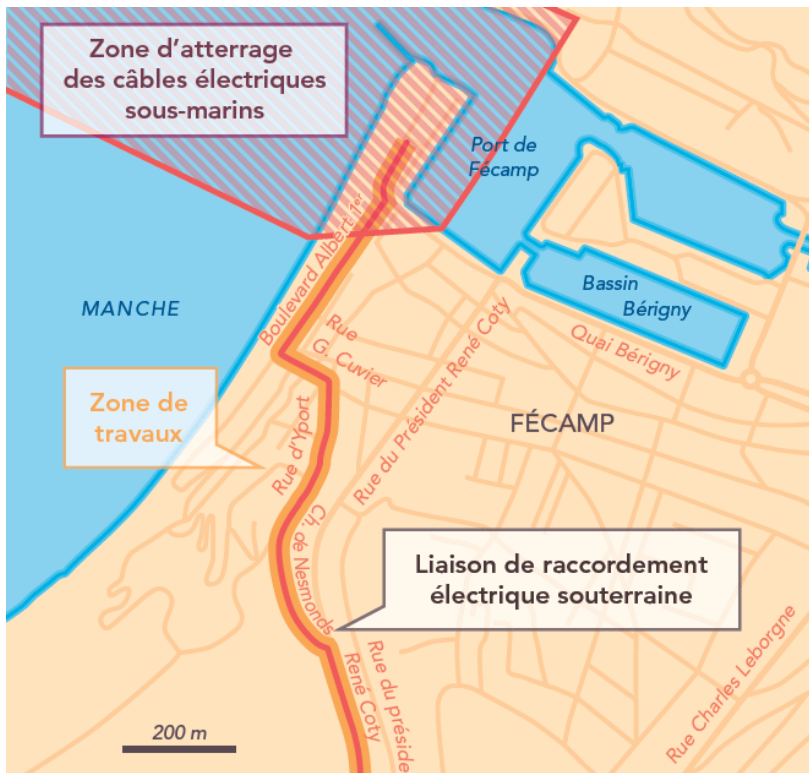 Zone d'atterrage
des câbles électriques
sous-marins
Port de
Fécamp
Boulevard Albert 1er
MANCHE
Bassin
Bérigny
Rue
G. Cuvier
Quai Bérigny
Rue du Président René Coty
Zone de
travaux
FÉCAMP
Rue d'Yport
Ch. de Nesmonds
Liaison de raccordement
électrique souterraine
René Coty
Rue du préside
Rue Charles Leborgne
200 m